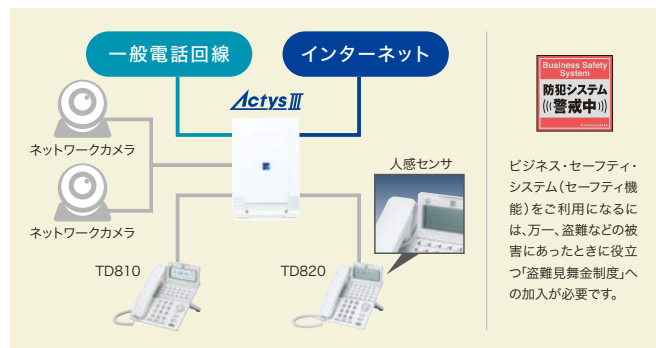 一般電話回線
インターネット
Actys III
ネットワークカメラ
ネットワークカメラ
人感センサ
TD810
TD820
Business Safety
System
防犯システム
((警戒中))
ビジネス・セーフティ・
システム(セーフティ機
能)をご利用になるに
は、万一、盗難などの被
害にあったときに役立
つ「盗難見舞金制度」へ
の加入が必要です。